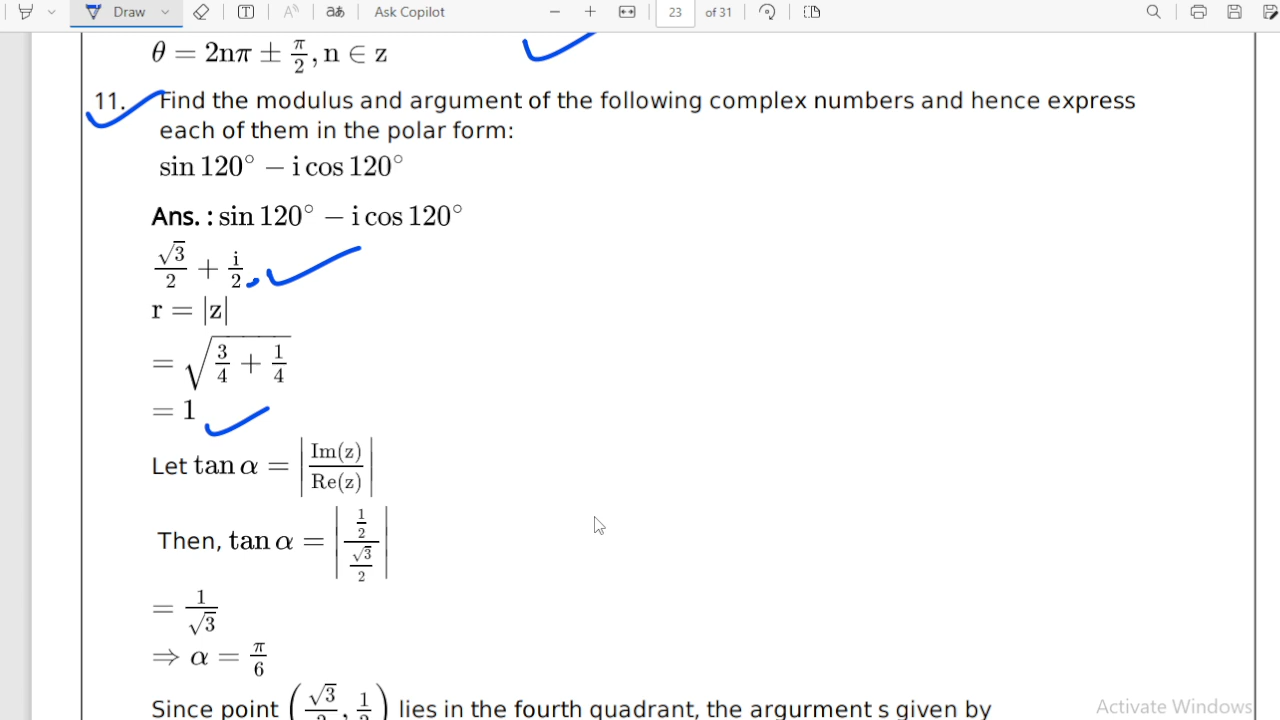 Draw
A
aあ
Ask Copilot
23
of 31
θ = 2nπ ± π/2, n ∈ z
11. Find the modulus and argument of the following complex numbers and hence express
each of them in the polar form:
sin 120° − i cos 120°
Ans. : sin 120° − i cos 120°
√3/2 + i/2,
r = |z|
= √(3/4 + 1/4)
= 1
Let tan α = |Im(z)/Re(z)|
Then, tan α = |(1/2)/(√3/2)|
= 1/√3
⇒ α = π/6
Since point (√3/2, 1/2) lies in the fourth quadrant, the argurment s given by
Activate Windows